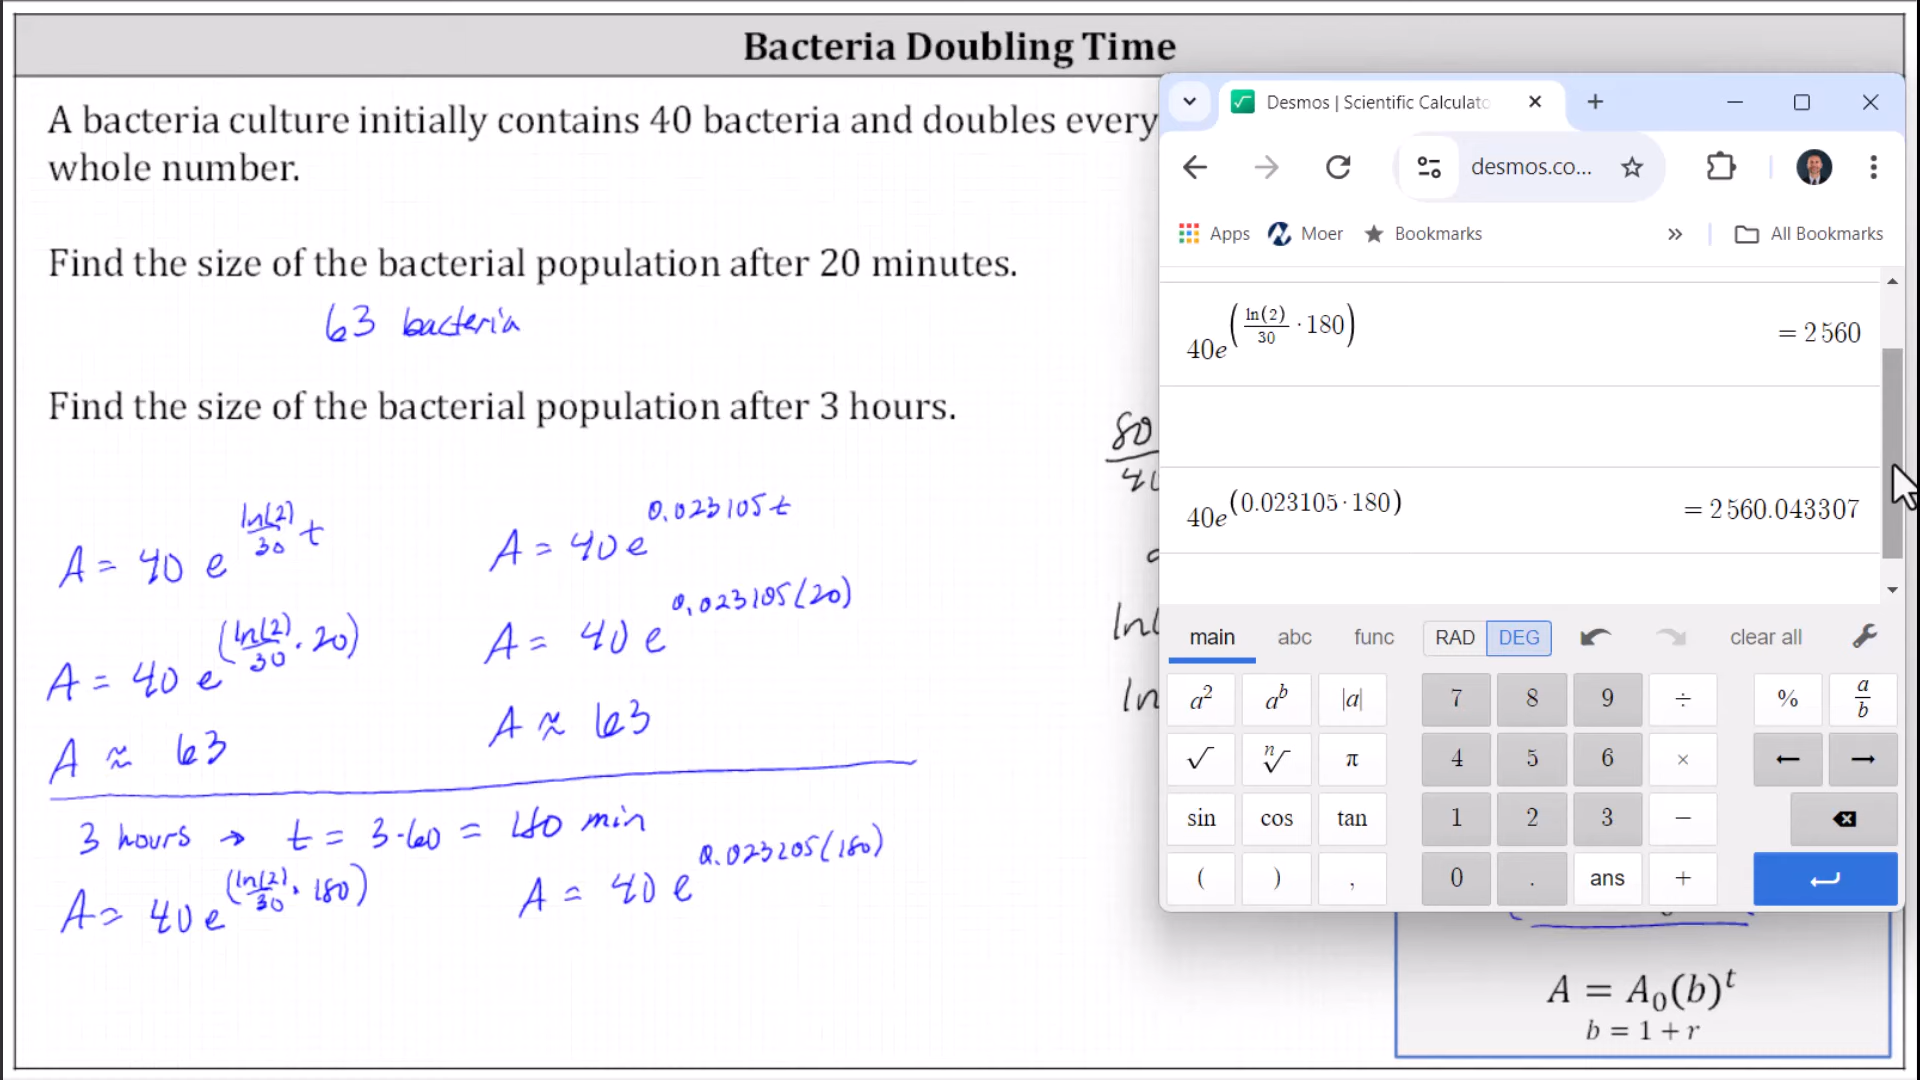 Bacteria Doubling Time
A bacteria culture initially contains 40 bacteria and doubles every
whole number.
Find the size of the bacterial population after 20 minutes.
63 bacteria
Find the size of the bacterial population after 3 hours.
A = 40 e^(ln(2)/30 t)
A = 40 e^(0.023105t)
A = 40 e^((ln(2)/30 · 20))
A = 40 e^(0.023105(20))
A ≈ 63
A ≈ 63
3 hours → t = 3·60 = 180 min
A = 40 e^((ln(2)/30 · 180))
A = 40 e^(0.023105(180))
80
ln
ln
Desmos | Scientific Calculato
desmos.co...
Apps Moer Bookmarks » All Bookmarks
40e^(ln(2)/30 · 180) = 2560
40e^(0.023105·180) = 2560.043307
main abc func RAD DEG clear all
a² a^b |a| 7 8 9 ÷ % a/b
√ ⁿ√ π 4 5 6 × ← →
sin cos tan 1 2 3 −
( ) , 0 . ans +
A = A₀(b)^t
b = 1 + r